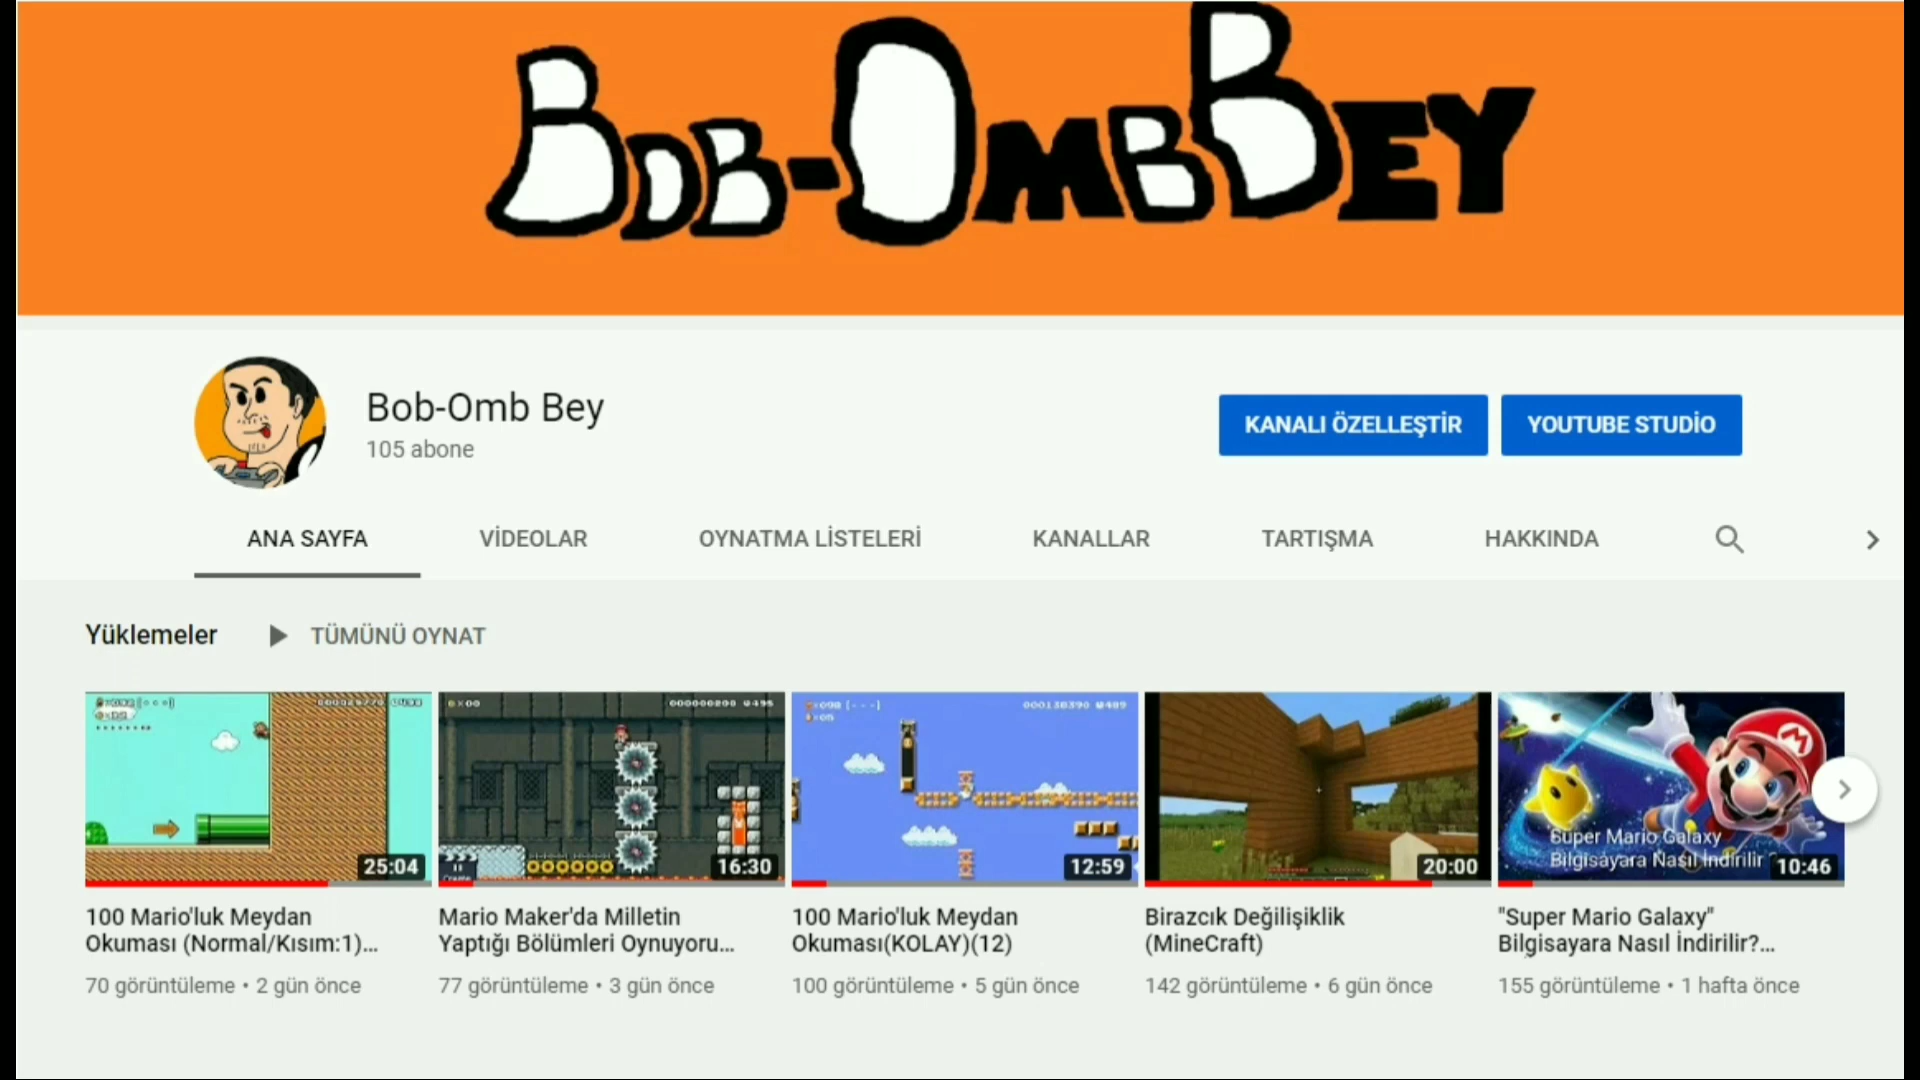 BOB-OMB BEY
Bob-Omb Bey
105 abone
KANALI ÖZELLEŞTİR
YOUTUBE STUDİO
ANA SAYFA
VİDEOLAR
OYNATMA LİSTELERİ
KANALLAR
TARTIŞMA
HAKKINDA
Yüklemeler
TÜMÜNÜ OYNAT
25:04
16:30
12:59
20:00
Super Mario Galaxy
Bilgisayara Nasıl İndirilir ?
10:46
100 Mario'luk Meydan
Okuması (Normal/Kısım:1)...
70 görüntüleme • 2 gün önce
Mario Maker'da Milletin
Yaptığı Bölümleri Oynuyoru...
77 görüntüleme • 3 gün önce
100 Mario'luk Meydan
Okuması(KOLAY)(12)
100 görüntüleme • 5 gün önce
Birazcık Değilişiklik
(MineCraft)
142 görüntüleme • 6 gün önce
"Super Mario Galaxy"
Bilgisayara Nasıl İndirilir?...
155 görüntüleme • 1 hafta önce